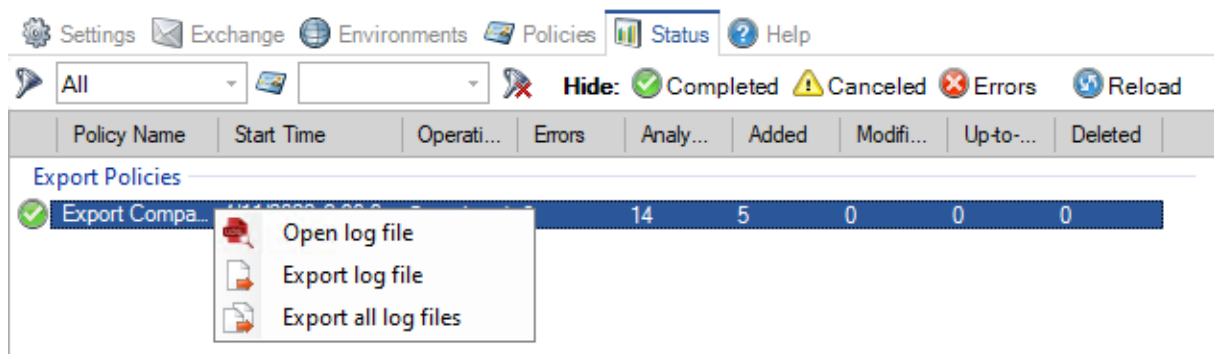 Settings Exchange Environments Policies Status Help
All Hide: Completed Canceled Errors Reload
Policy Name Start Time Operati... Errors Analy... Added Modifi... Up-to-... Deleted
Export Policies
Export Compa... 14 5 0 0 0
Open log file
Export log file
Export all log files